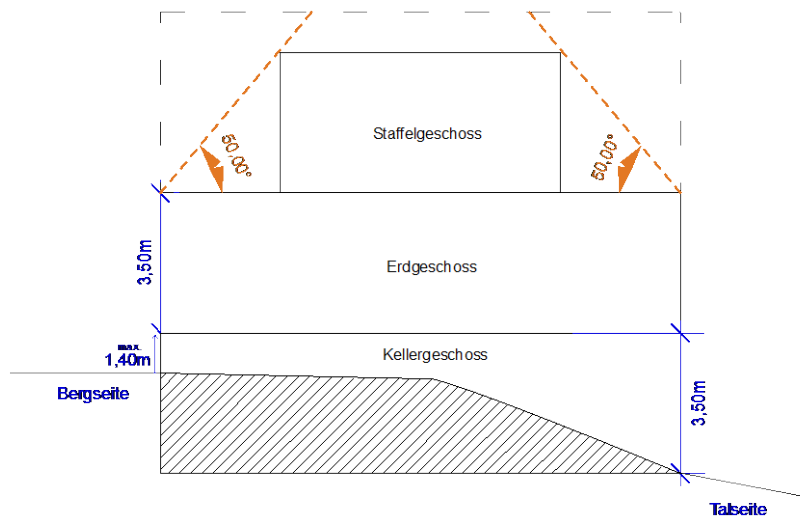 Staffelgeschoss
50,00°
50,00°
Erdgeschoss
3,50m
Kellergeschoss
max.
1,40m
Bergseite
3,50m
Talseite